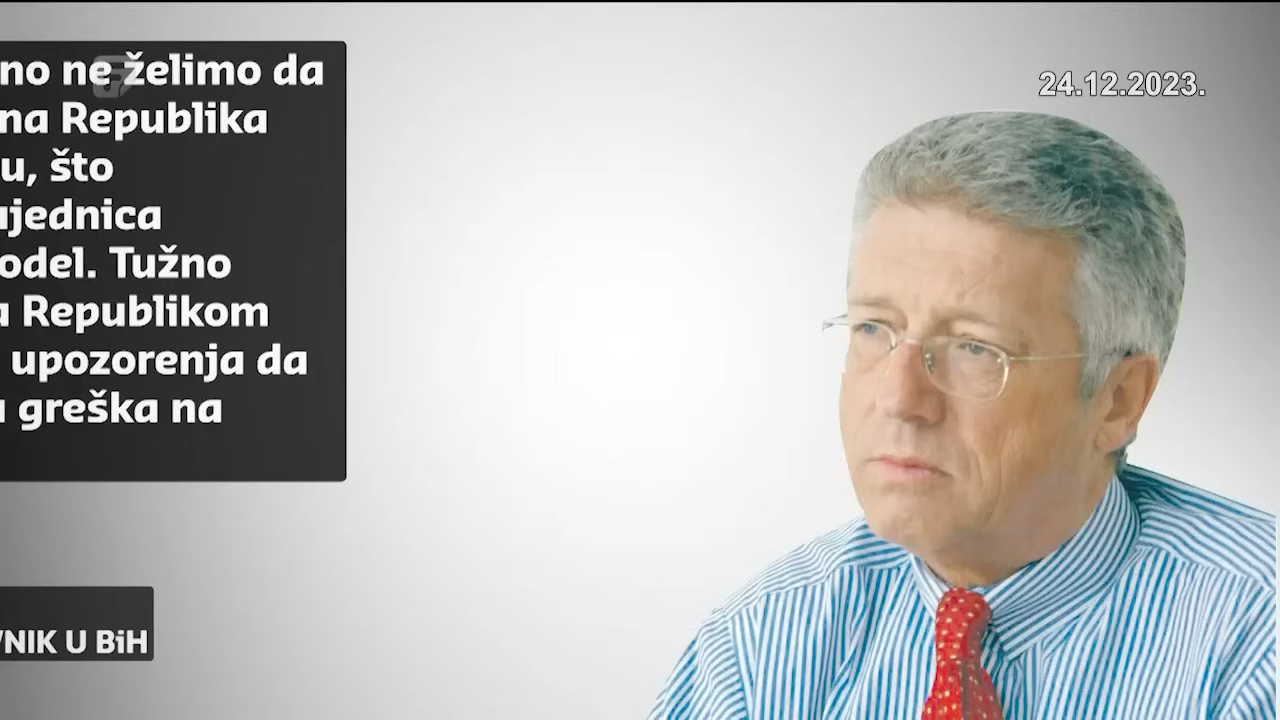 no ne želimo da
na Republika
u, što
ajednica
odel. Tužno
a Republikom
upozorenja da
greška na
24.12.2023.
VNIK U BiH